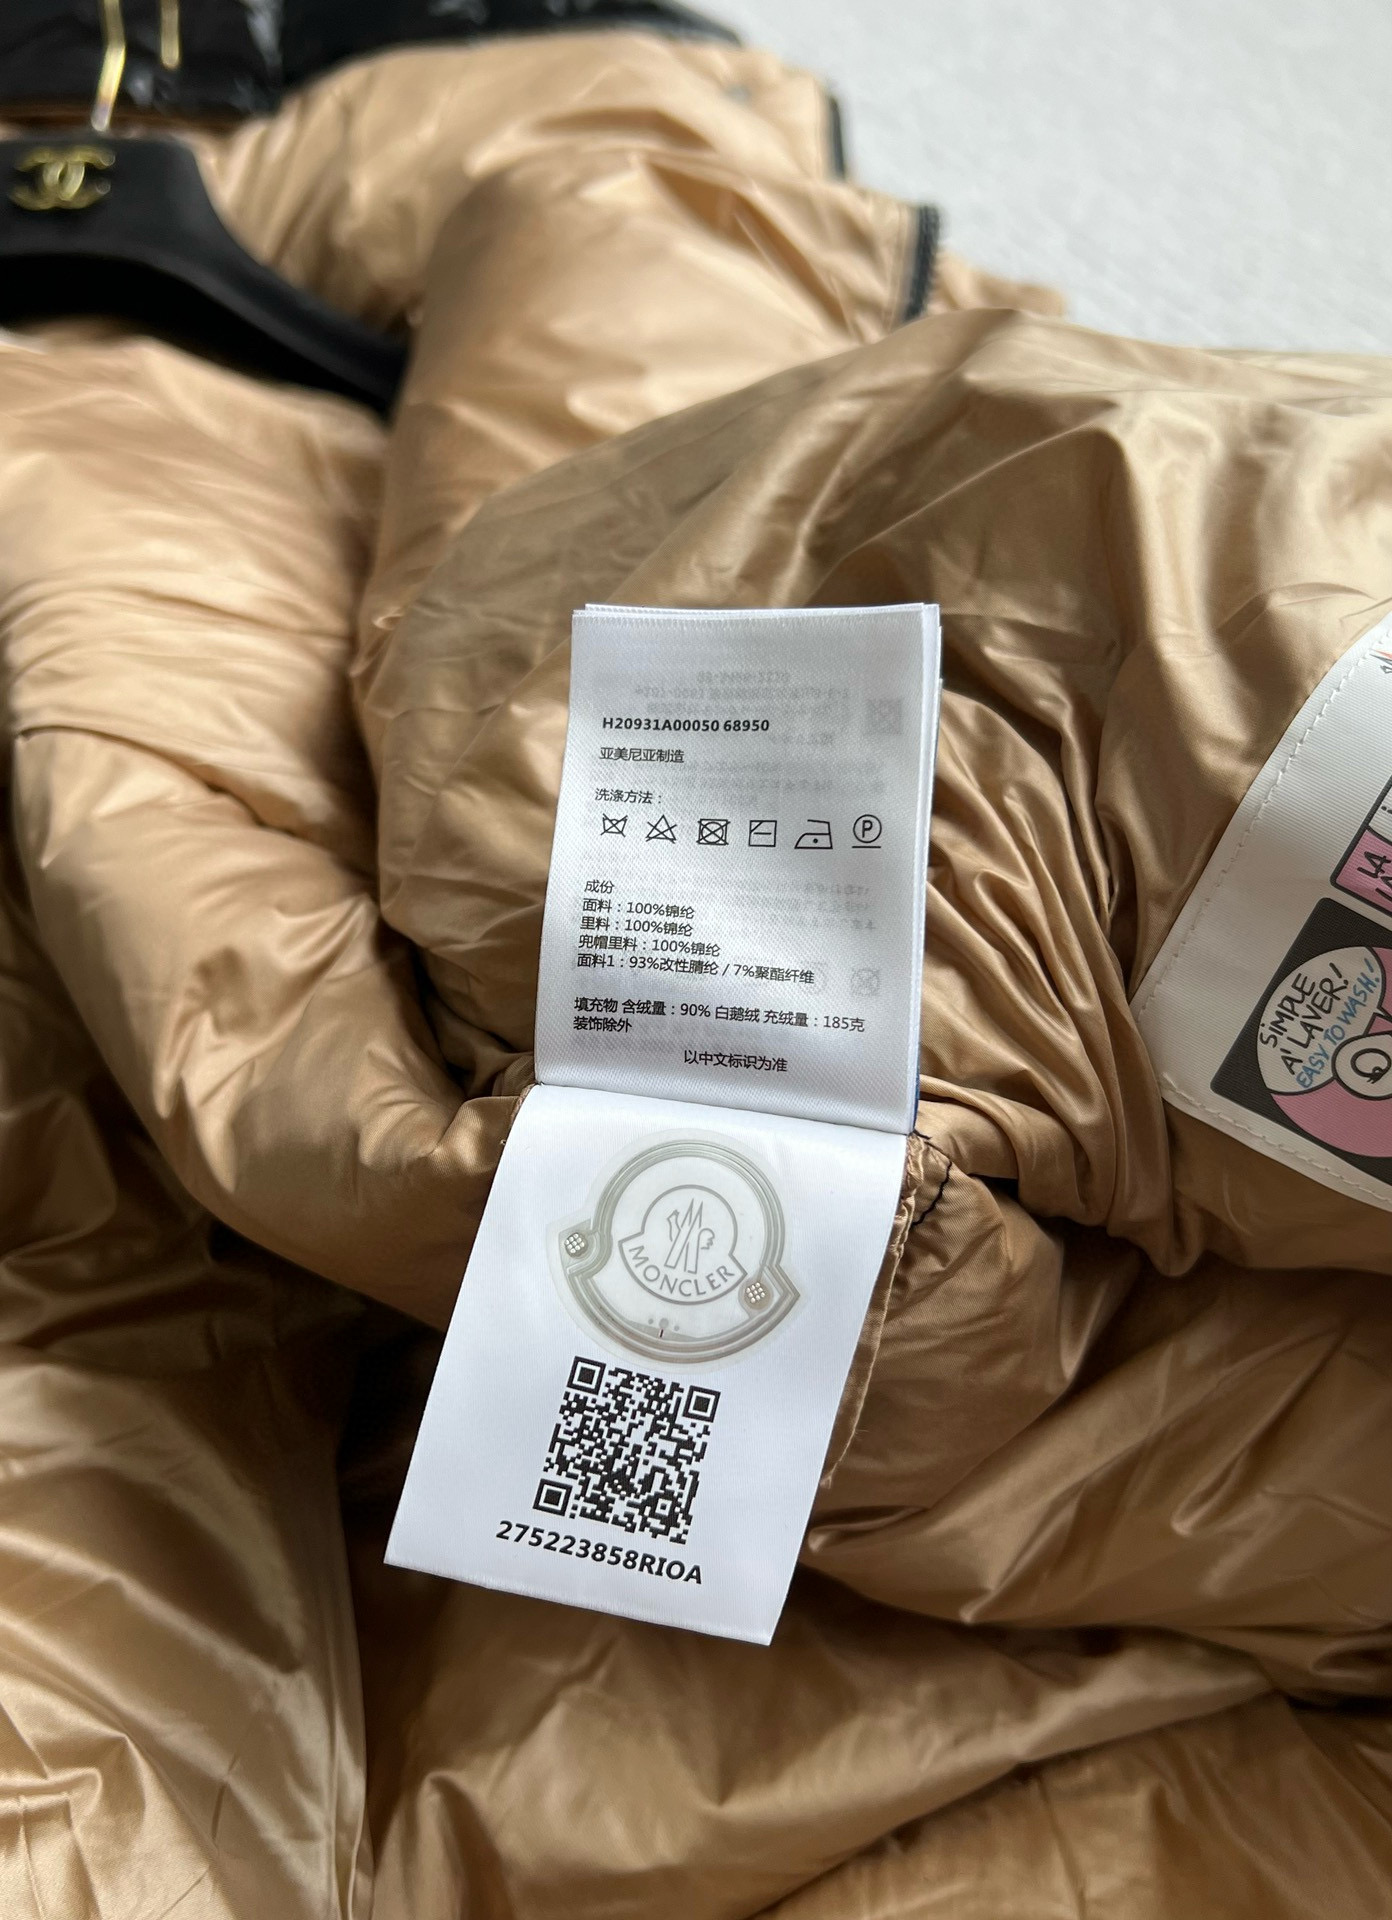 H20931A00050 68950
亚美尼亚制造
洗涤方法：
P
成份
面料：100%锦纶
里料：100%锦纶
兜帽里料：100%锦纶
面料1：93%改性腈纶 / 7%聚酯纤维
填充物 含绒量：90% 白鹅绒 充绒量：185克
装饰除外
以中文标识为准
MONCLER
275223858RIOA
SIMPLE
A' LAVER!
EASY TO WASH!